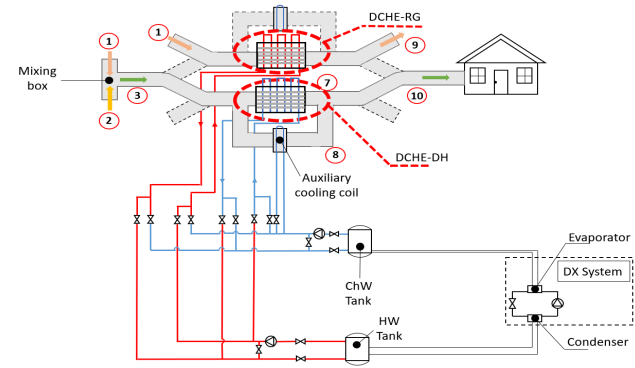 DCHE-RG
1
1
9
Mixing
box
3
7
10
2
8
DCHE-DH
Auxiliary
cooling coil
Evaporator
DX System
ChW
Tank
HW
Tank
Condenser